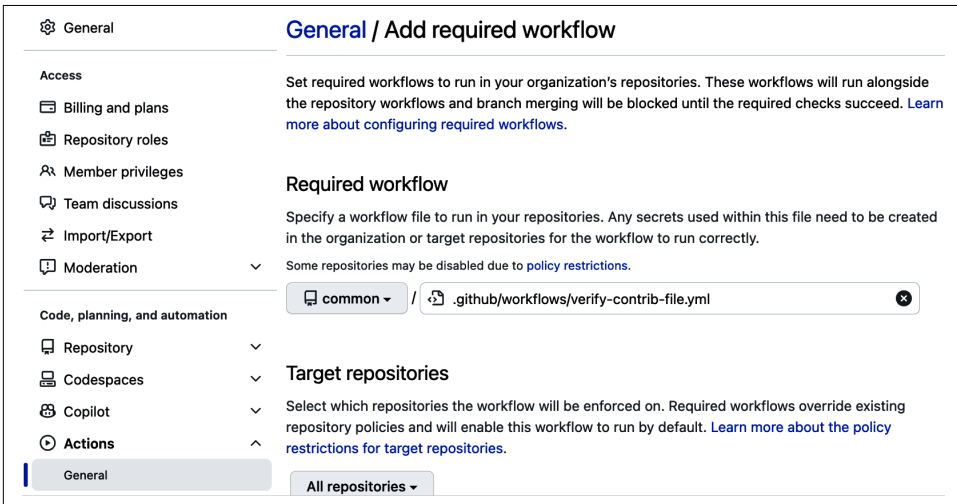 General
Access
Billing and plans
Repository roles
Member privileges
Team discussions
Import/Export
Moderation
Code, planning, and automation
Repository
Codespaces
Copilot
Actions
General
General / Add required workflow
Set required workflows to run in your organization's repositories. These workflows will run alongside
the repository workflows and branch merging will be blocked until the required checks succeed. Learn
more about configuring required workflows.
Required workflow
Specify a workflow file to run in your repositories. Any secrets used within this file need to be created
in the organization or target repositories for the workflow to run correctly.
Some repositories may be disabled due to policy restrictions.
common / .github/workflows/verify-contrib-file.yml
Target repositories
Select which repositories the workflow will be enforced on. Required workflows override existing
repository policies and will enable this workflow to run by default. Learn more about the policy
restrictions for target repositories.
All repositories